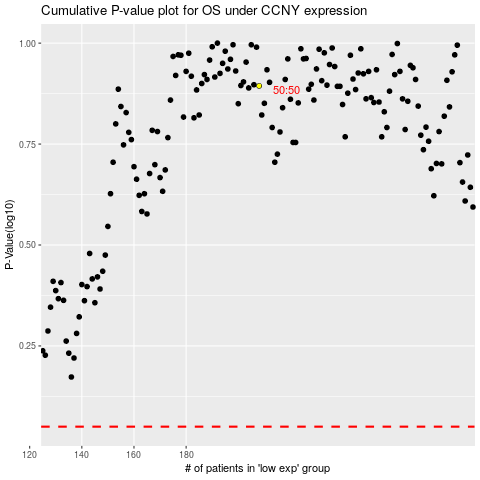 Cumulative P-value plot for OS under CCNY expression
1.00
50:50
0.75
P-Value(log10)
0.50
0.25
120 140 160 180
# of patients in 'low exp' group